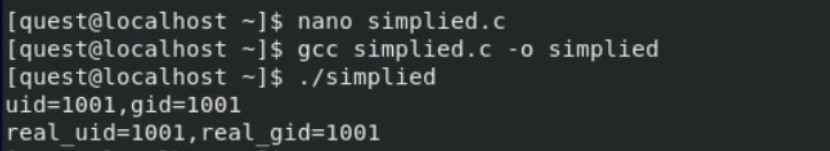 [quest@localhost ~]$ nano simplied.c
[quest@localhost ~]$ gcc simplied.c -o simplied
[quest@localhost ~]$ ./simplied
uid=1001,gid=1001
real_uid=1001,real_gid=1001